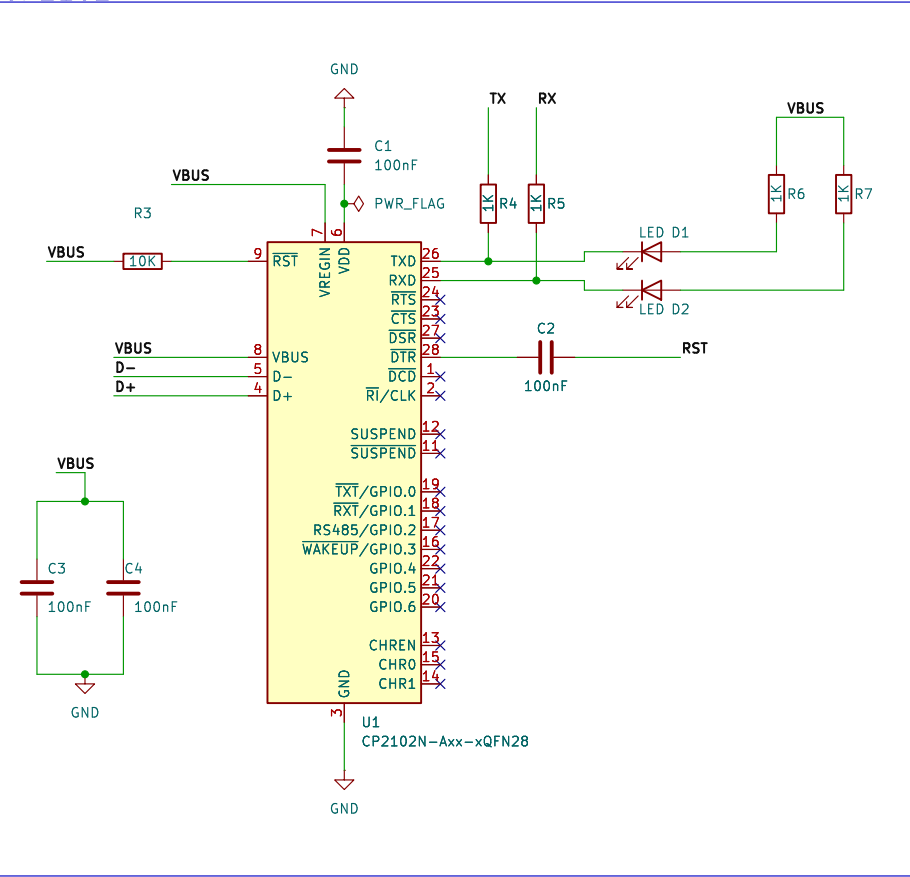 GND
C1
100nF
PWR_FLAG
VBUS
R3
VBUS
10K
TX
RX
1K
R4
1K
R5
VBUS
1K
R6
1K
R7
LED D1
LED D2
C2
100nF
RST
VBUS
D-
D+
7
6
VREGIN
VDD
9
RST
8
VBUS
5
D-
4
D+
TXD
26
RXD
25
RTS
24
CTS
23
DSR
27
DTR
28
DCD
1
RI/CLK
2
SUSPEND
12
SUSPEND
11
TXT/GPIO.0
19
RXT/GPIO.1
18
RS485/GPIO.2
17
WAKEUP/GPIO.3
16
GPIO.4
22
GPIO.5
21
GPIO.6
20
CHREN
13
CHR0
15
CHR1
14
GND
3
U1
CP2102N-Axx-xQFN28
GND
VBUS
C3
100nF
C4
100nF
GND